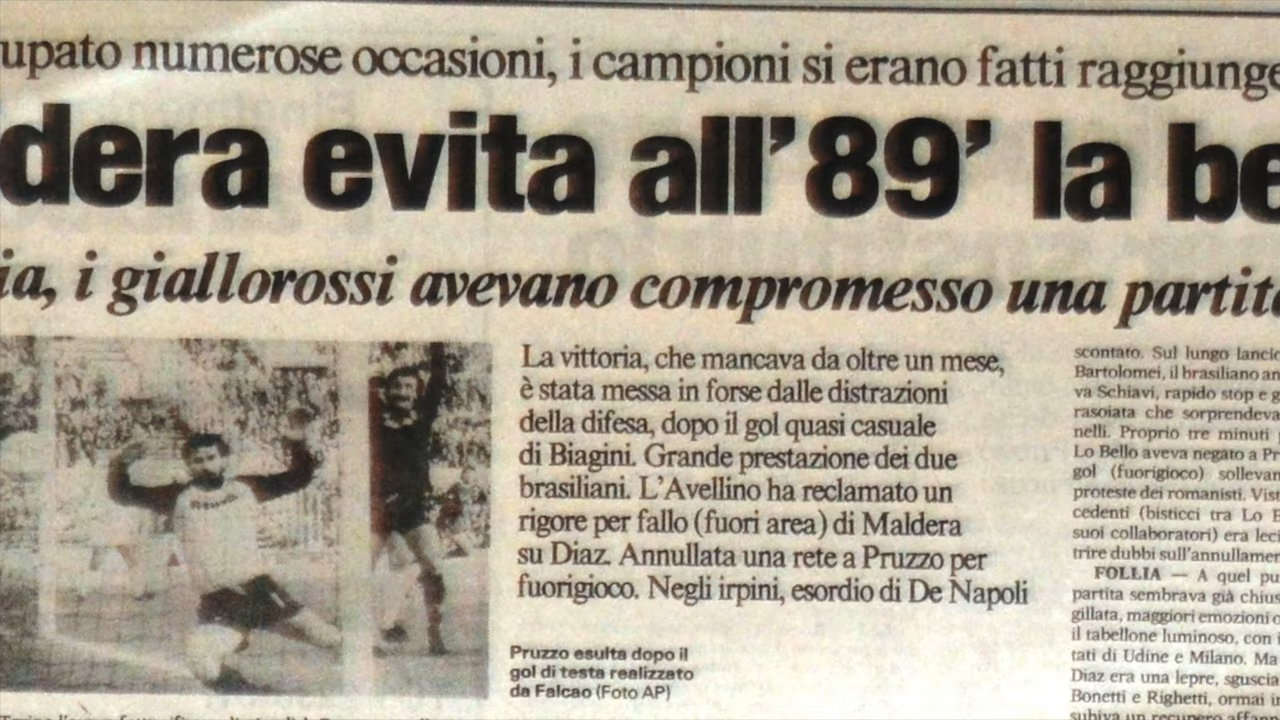 upato numerose occasioni, i campioni si erano fatti raggiunge
dera evita all'89' la be
ia, i giallorossi avevano compromesso una partita
La vittoria, che mancava da oltre un mese,
è stata messa in forse dalle distrazioni
della difesa, dopo il gol quasi casuale
di Biagini. Grande prestazione dei due
brasiliani. L'Avellino ha reclamato un
rigore per fallo (fuori area) di Maldera
su Diaz. Annullata una rete a Pruzzo per
fuorigioco. Negli irpini, esordio di De Napoli
Pruzzo esulta dopo il
gol di testa realizzato
da Falcao (Foto AP)
scontato. Sul lungo lancio
Bartolomei, il brasiliano an
va Schiavi, rapido stop e g
rasoiata che sorprendeva
nelli. Proprio tre minuti
Lo Bello aveva negato a Pr
gol (fuorigioco) sollevan
proteste dei romanisti. Vist
cedenti (bisticci tra Lo B
suoi collaboratori) era leci
trire dubbi sull'annullamen
FOLLIA — A quel pu
partita sembrava già chius
gillata, maggiori emozioni o
il tabellone luminoso, con
tati di Udine e Milano. Ma
Diaz era una lepre, sguscia
Bonetti e Righetti, ormai in
subiva un recupero